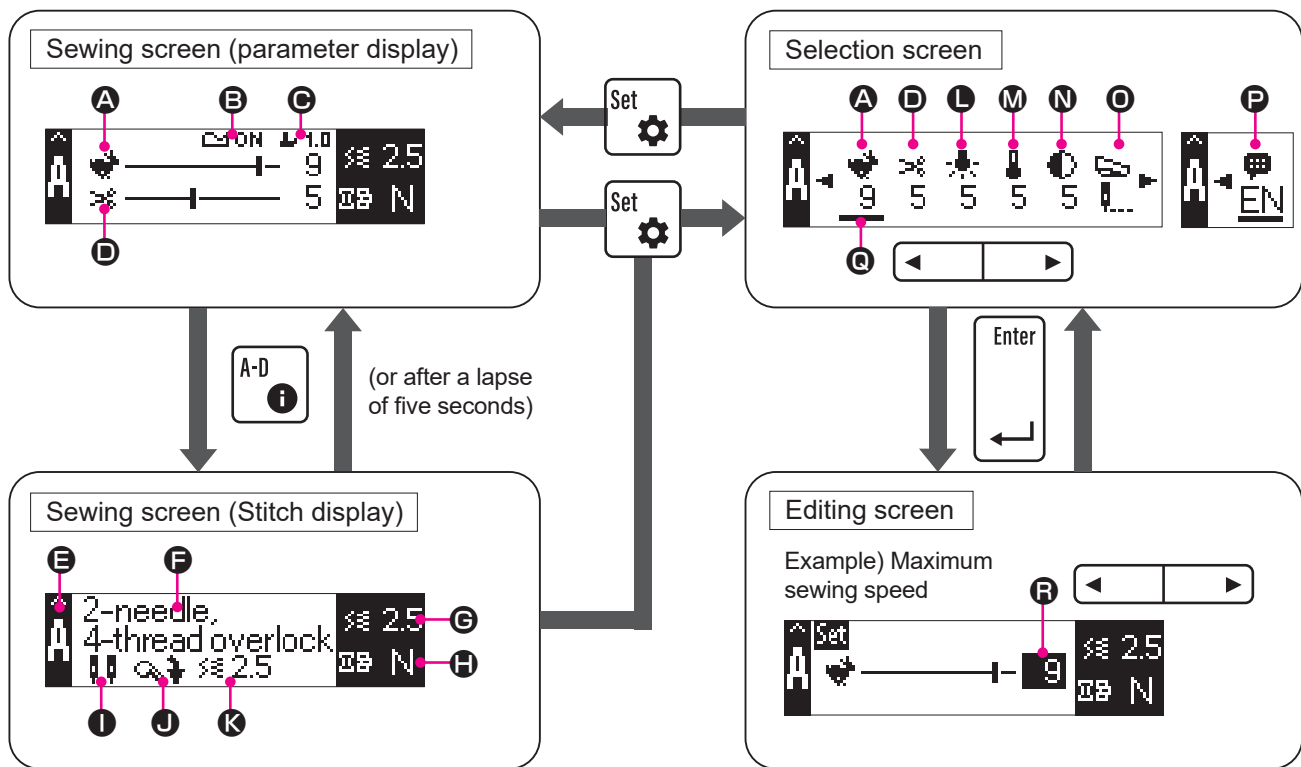 Sewing screen (parameter display)
A
B
C
ON
1.0
9
2.5
5
N
D
A
Set
Set
Selection screen
A
D
L
M
N
O
P
A
9
5
5
5
5
A
EN
Q
◄ ►
A-D
i
(or after a lapse
of five seconds)
Enter
Sewing screen (Stitch display)
E
F
2-needle,
4-thread overlock
2.5
A
2.5
N
G
H
I
J
K
Editing screen
Example) Maximum
sewing speed
R
◄ ►
A
Set
9
2.5
N